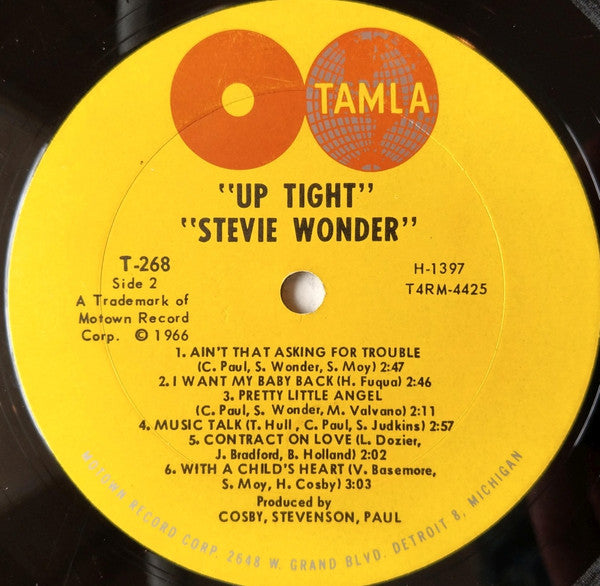 TAMLA
"UP TIGHT"
"STEVIE WONDER"
T-268
Side 2
A Trademark of
Motown Record
Corp. © 1966
H-1397
T4RM-4425
1. AIN'T THAT ASKING FOR TROUBLE
(C. Paul, S. Wonder, S. Moy) 2:47
2. I WANT MY BABY BACK (H. Fuqua) 2:46
3. PRETTY LITTLE ANGEL
(C. Paul, S. Wonder, M. Valvano) 2:11
4. MUSIC TALK (T. Hull, C. Paul, S. Judkins) 2:57
5. CONTRACT ON LOVE (L. Dozier,
J. Bradford, B. Holland) 2:02
6. WITH A CHILD'S HEART (V. Basemore,
S. Moy, H. Cosby) 3:03
Produced by
COSBY, STEVENSON, PAUL
MOTOWN RECORD CORP. 2648 W. GRAND BLVD. DETROIT 8, MICHIGAN